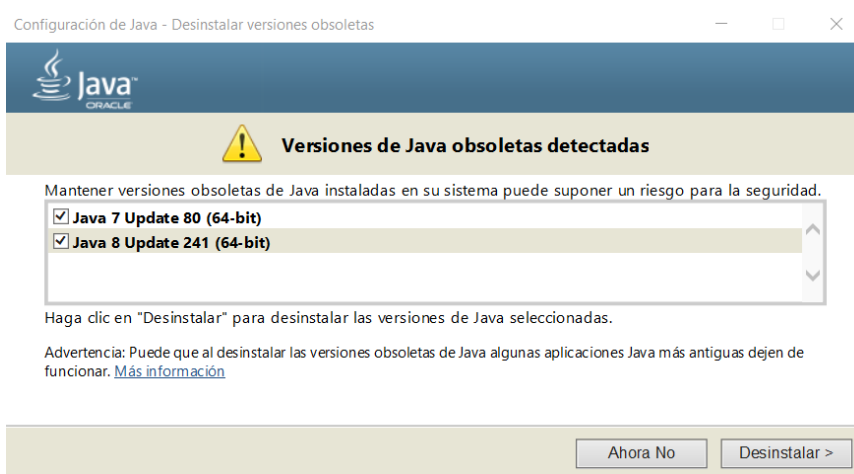 Configuración de Java - Desinstalar versiones obsoletas
Java™
ORACLE
Versiones de Java obsoletas detectadas
Mantener versiones obsoletas de Java instaladas en su sistema puede suponer un riesgo para la seguridad.
Java 7 Update 80 (64-bit)
Java 8 Update 241 (64-bit)
Haga clic en "Desinstalar" para desinstalar las versiones de Java seleccionadas.
Advertencia: Puede que al desinstalar las versiones obsoletas de Java algunas aplicaciones Java más antiguas dejen de
funcionar. Más información
Ahora No
Desinstalar >